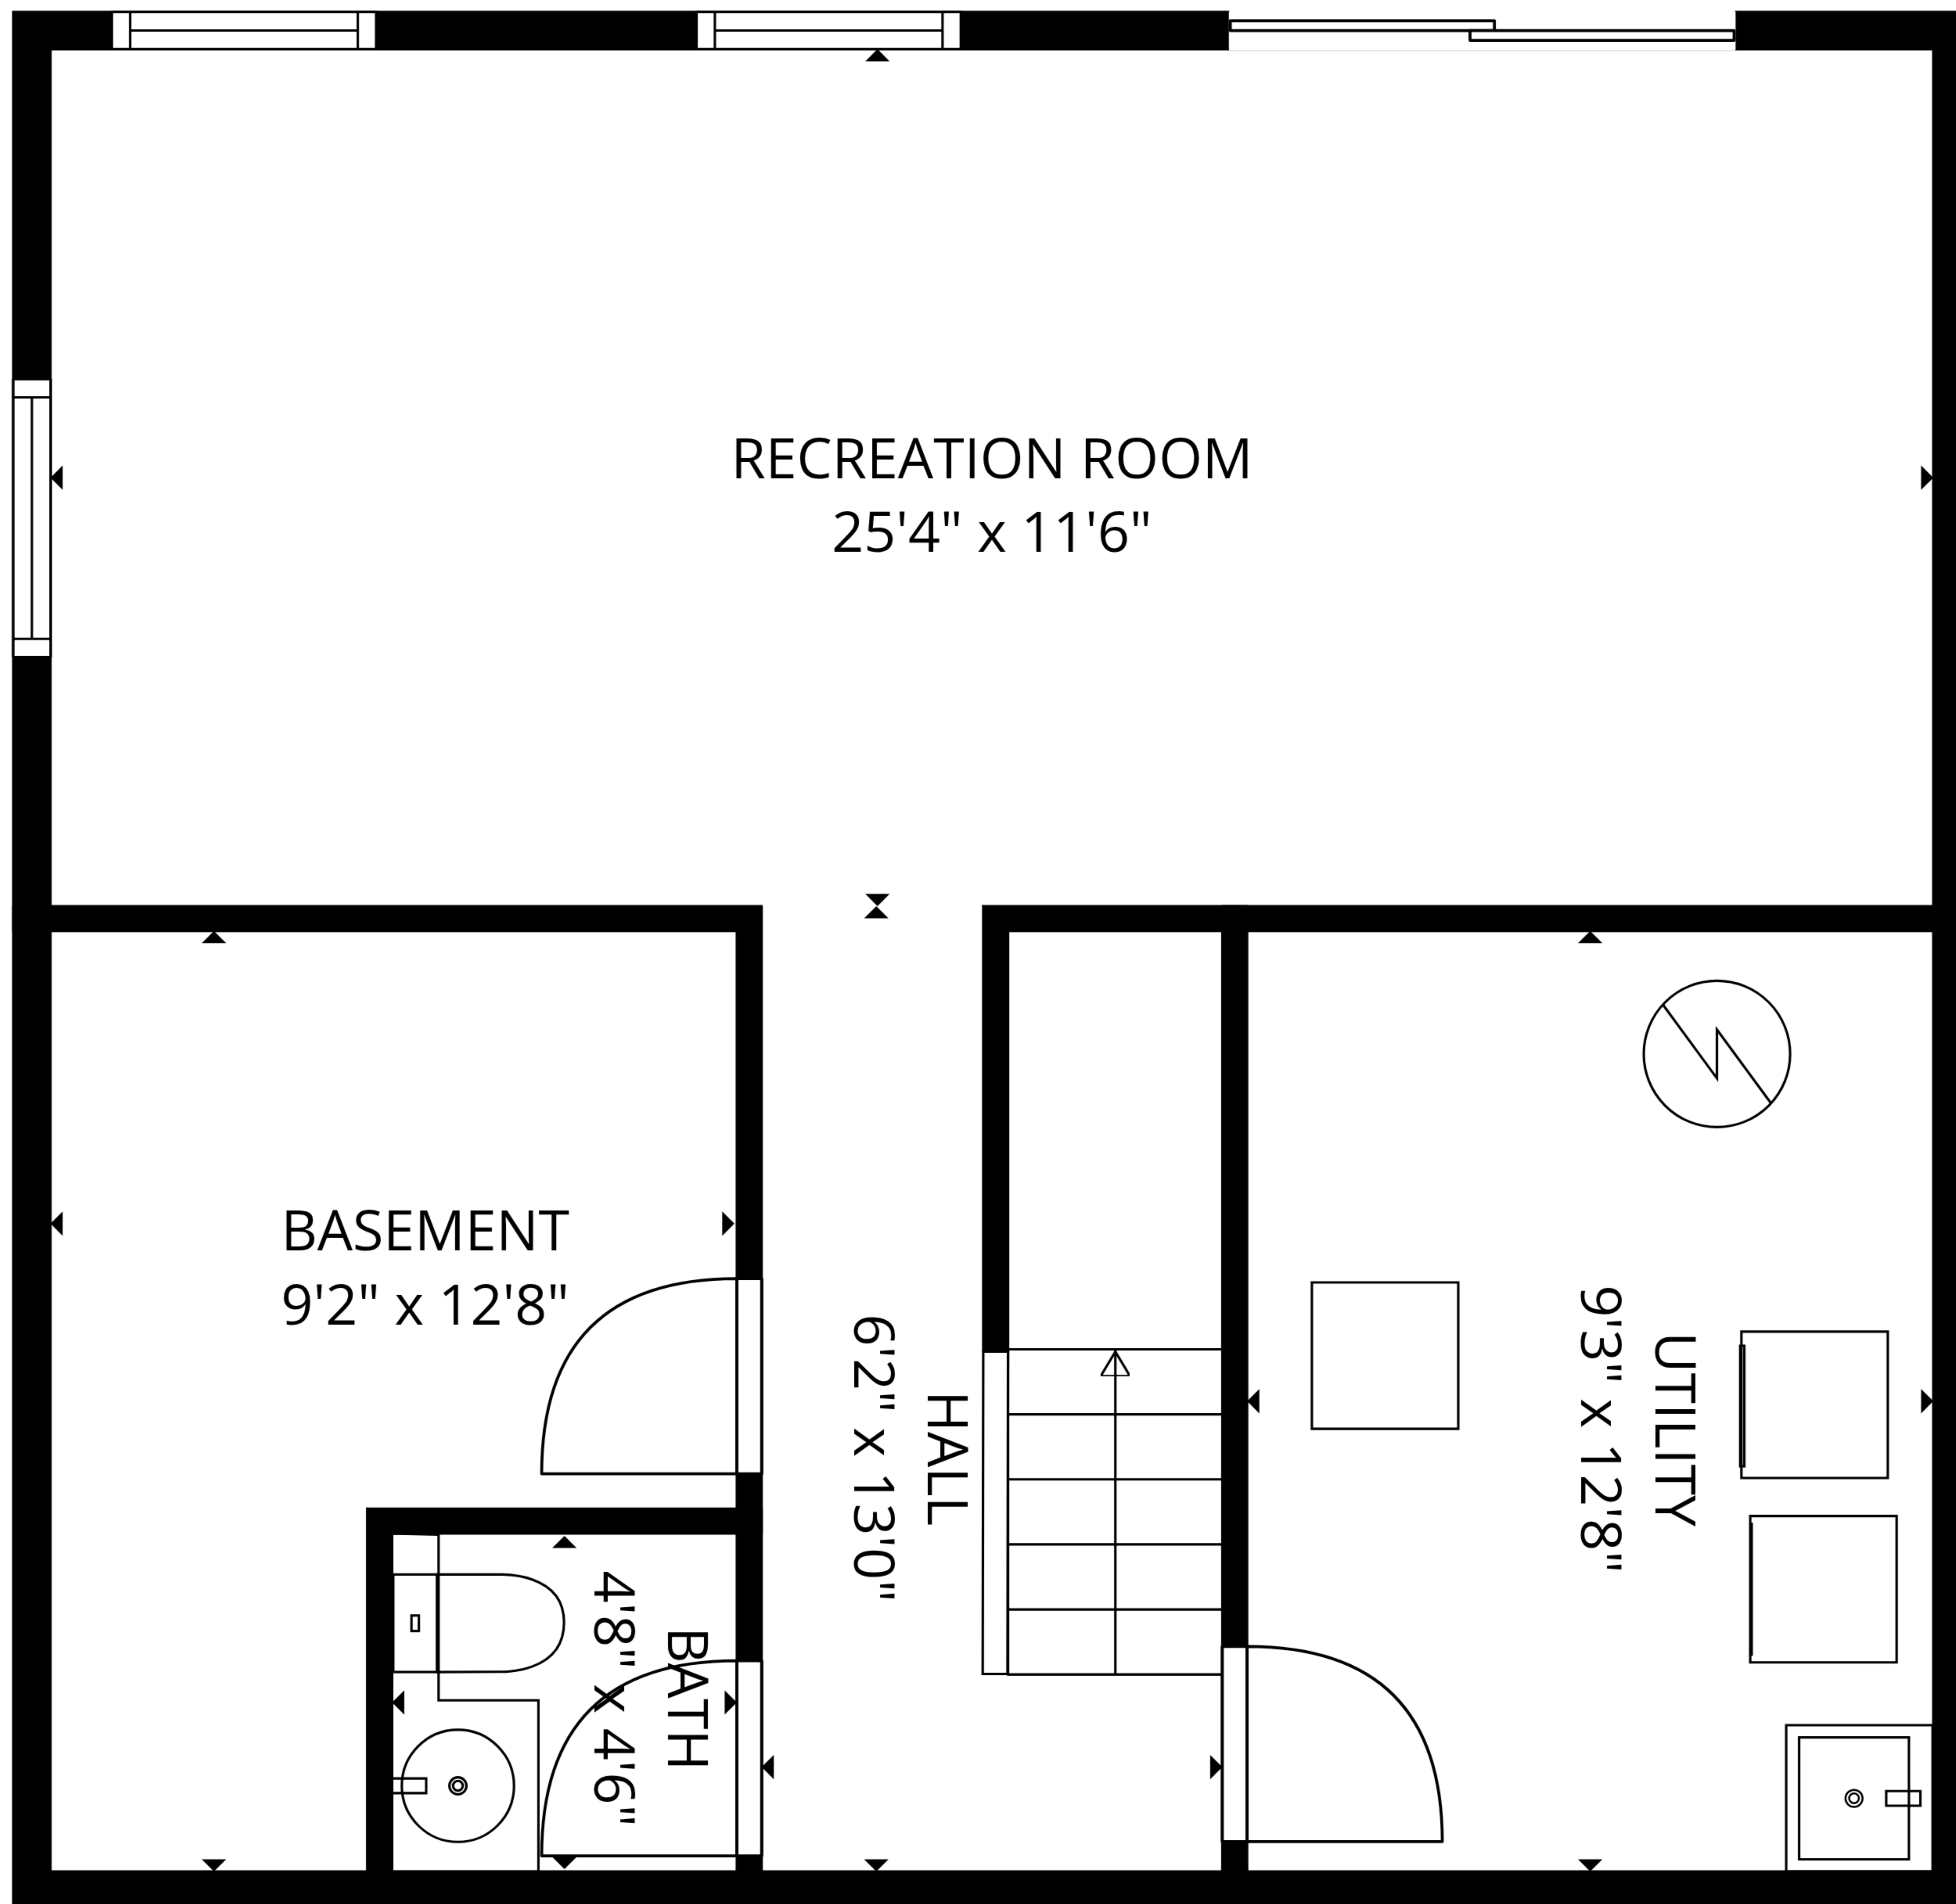 RECREATION ROOM
25'4" x 11'6"
BASEMENT
9'2" x 12'8"
HALL
6'2" x 13'0"
UTILITY
9'3" x 12'8"
BATH
4'8" x 4'6"